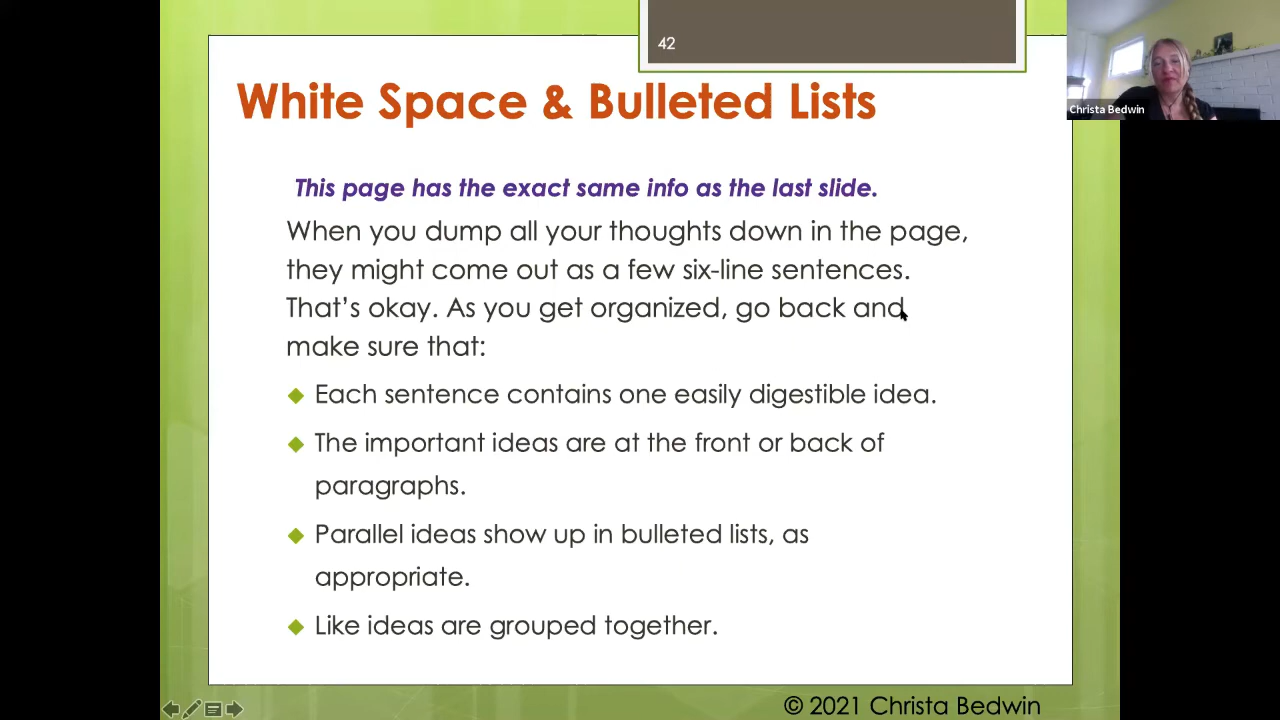 42
Christa Bedwin
White Space & Bulleted Lists
This page has the exact same info as the last slide.
When you dump all your thoughts down in the page,
they might come out as a few six-line sentences.
That's okay. As you get organized, go back and
make sure that:
Each sentence contains one easily digestible idea.
The important ideas are at the front or back of
paragraphs.
Parallel ideas show up in bulleted lists, as
appropriate.
Like ideas are grouped together.
© 2021 Christa Bedwin